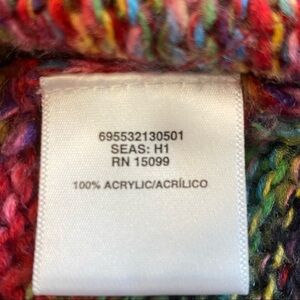 695532130501
SEAS: H1
RN 15099
100% ACRYLIC/ACRÍLICO